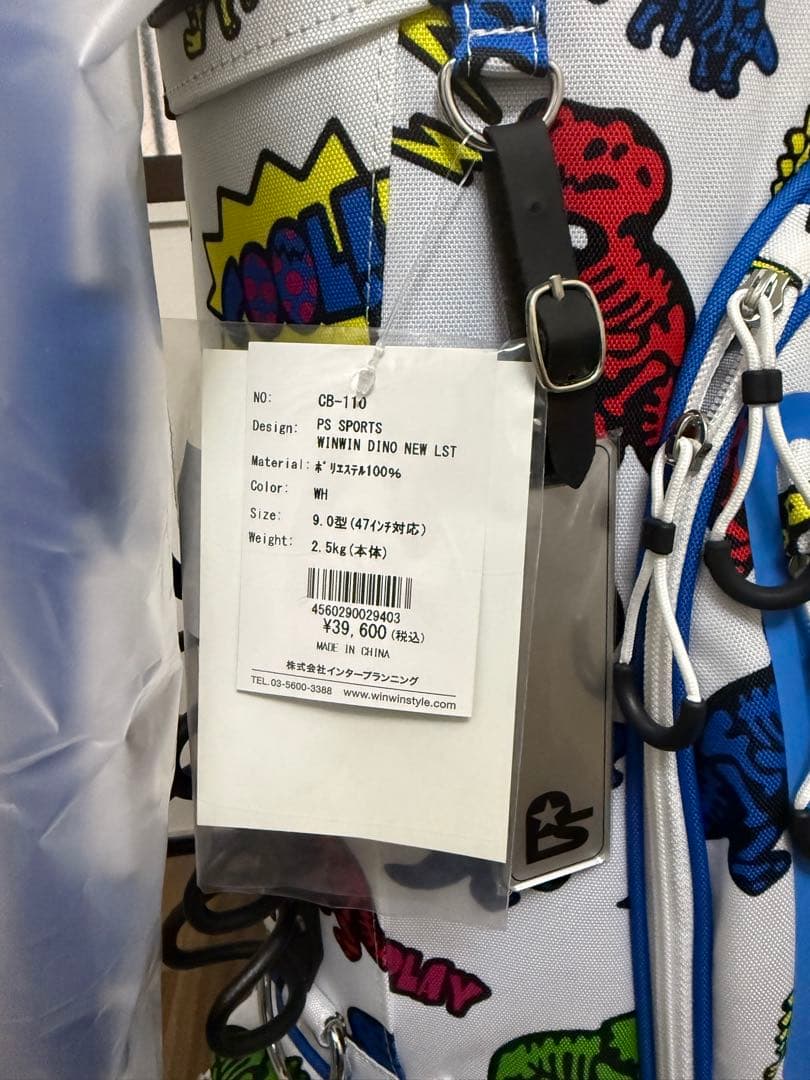 NO: CB-110
Design: PS SPORTS
WINWIN DINO NEW LST
Material: ポリエステル100%
Color: WH
Size: 9.0型(47インチ対応)
Weight: 2.5kg(本体)
4560290029403
¥39,600(税込)
MADE IN CHINA
株式会社インタープランニング
TEL.03-5600-3388 www.winwinstyle.com
PLAY